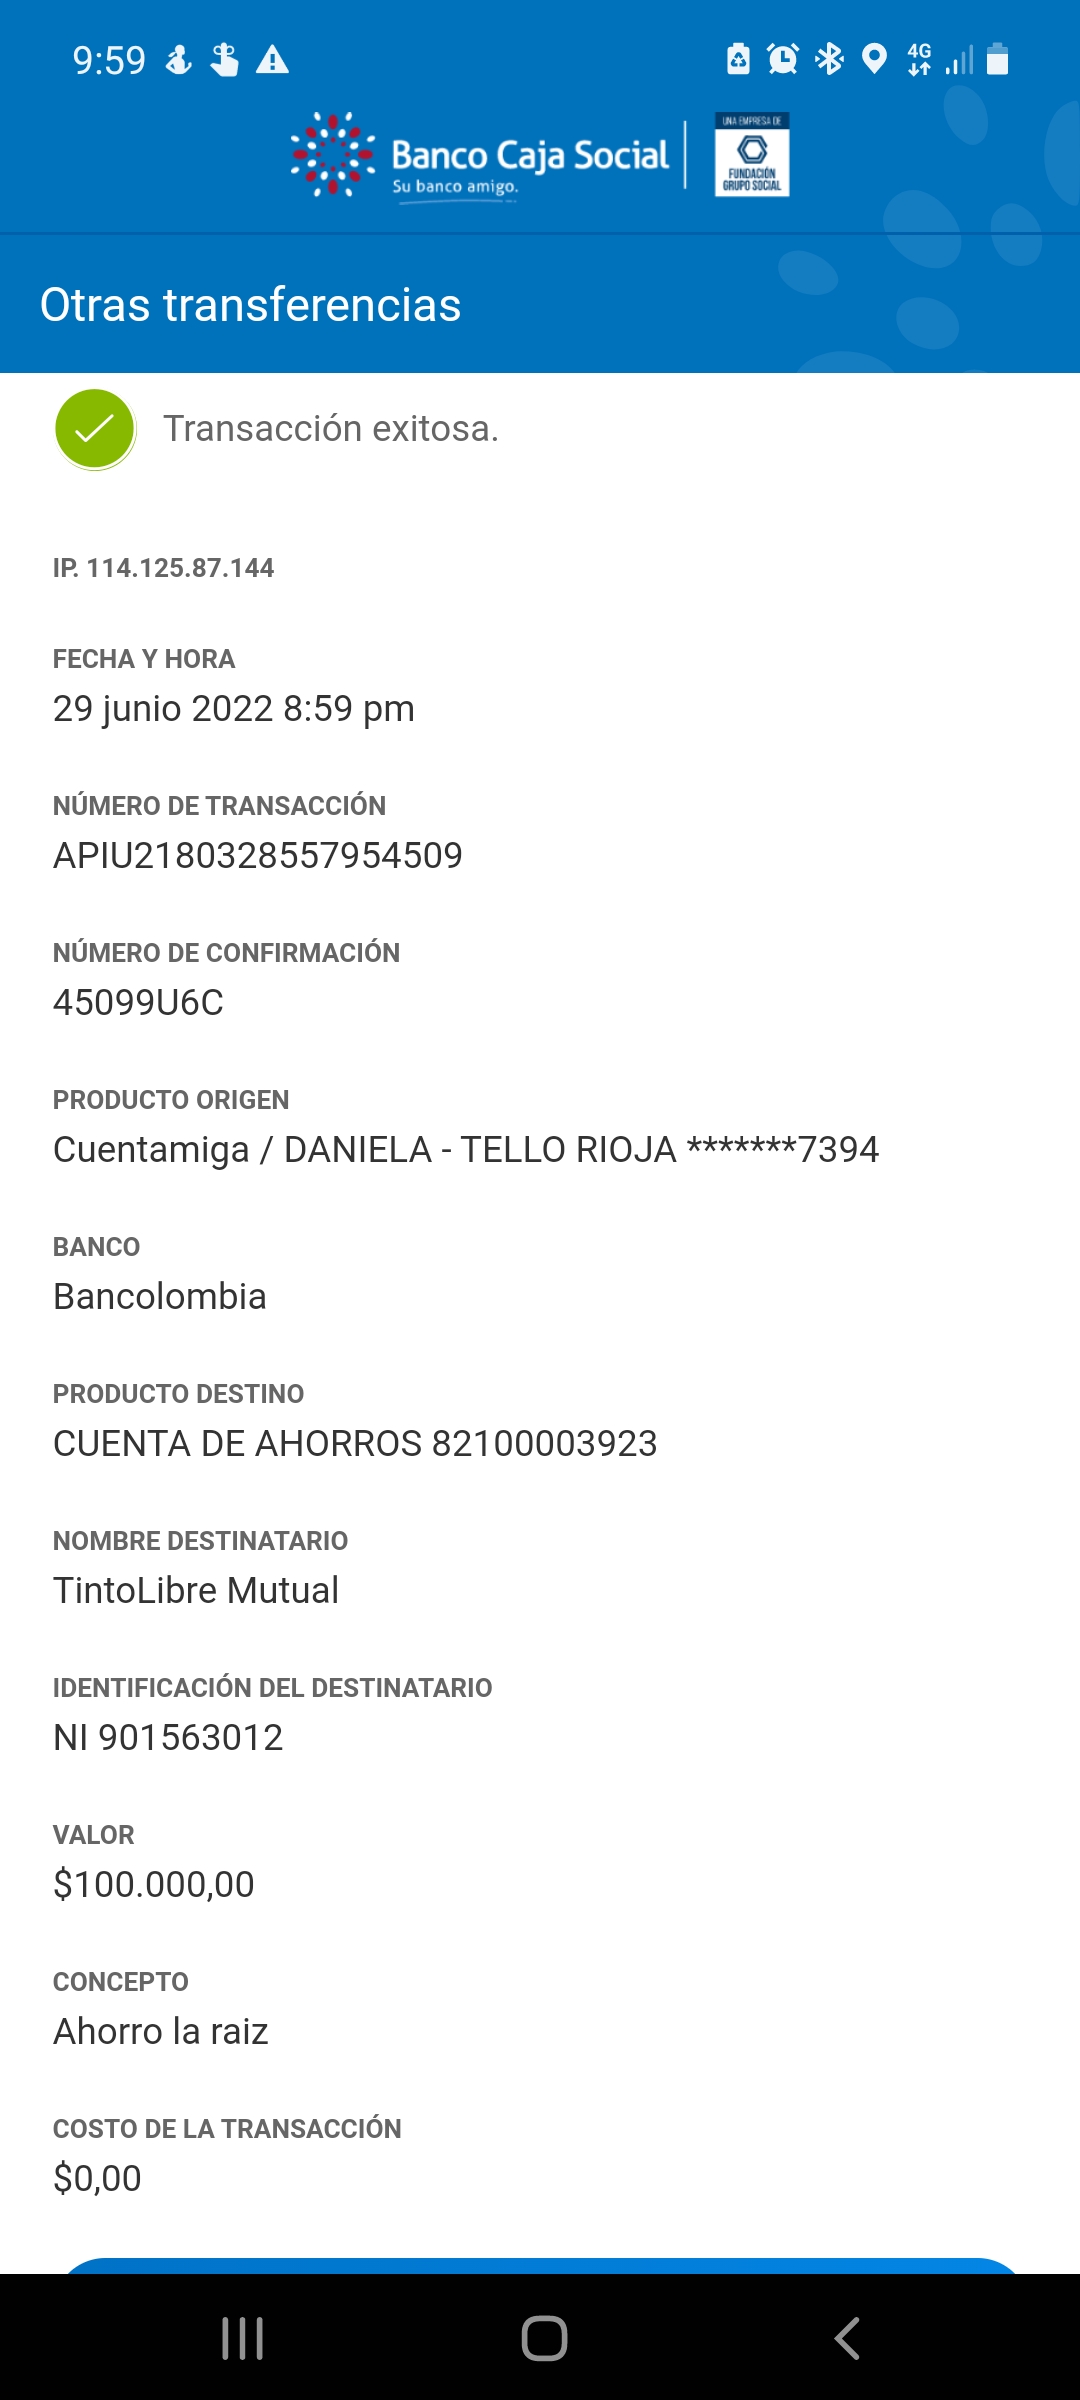 9:59
4G
Banco Caja Social
Su banco amigo.
UNA EMPRESA DE
FUNDACIÓN
GRUPO SOCIAL
Otras transferencias
Transacción exitosa.
IP. 114.125.87.144
FECHA Y HORA
29 junio 2022 8:59 pm
NÚMERO DE TRANSACCIÓN
APIU2180328557954509
NÚMERO DE CONFIRMACIÓN
45099U6C
PRODUCTO ORIGEN
Cuentamiga / DANIELA - TELLO RIOJA *******7394
BANCO
Bancolombia
PRODUCTO DESTINO
CUENTA DE AHORROS 82100003923
NOMBRE DESTINATARIO
TintoLibre Mutual
IDENTIFICACIÓN DEL DESTINATARIO
NI 901563012
VALOR
$100.000,00
CONCEPTO
Ahorro la raiz
COSTO DE LA TRANSACCIÓN
$0,00